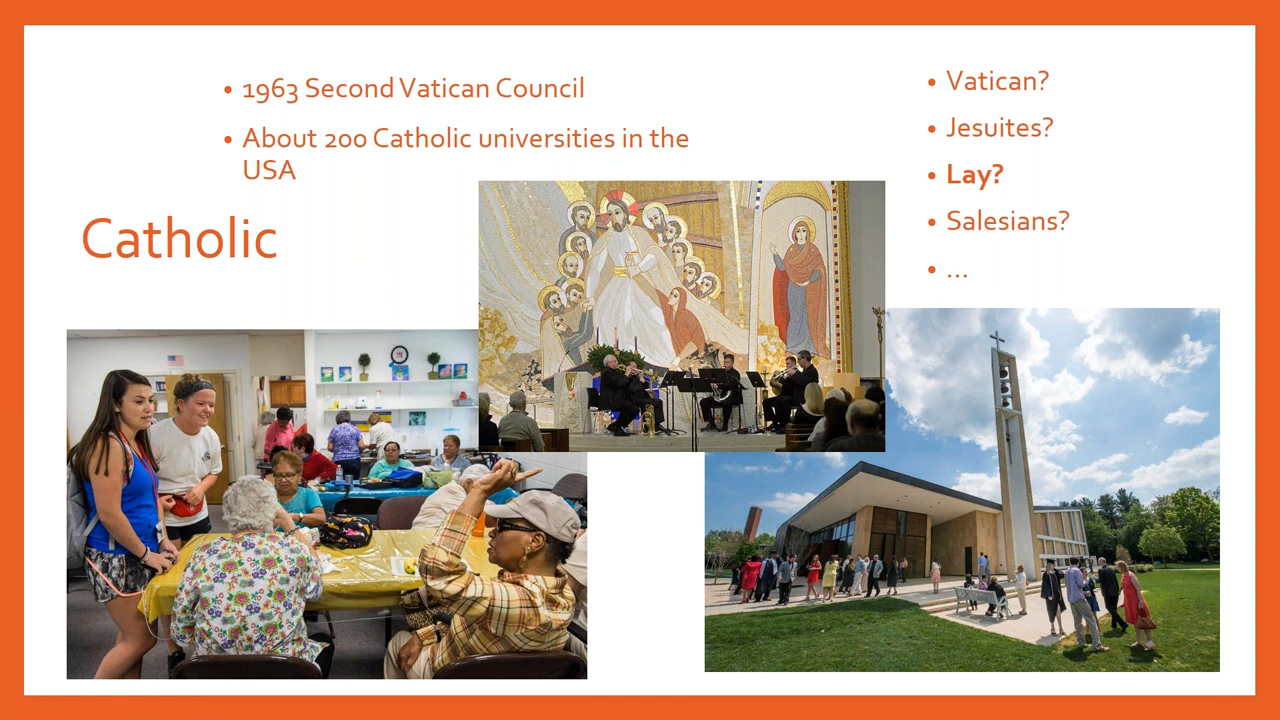 • 1963 Second Vatican Council
• About 200 Catholic universities in the
USA
Catholic
• Vatican?
• Jesuites?
• Lay?
• Salesians?
• ...